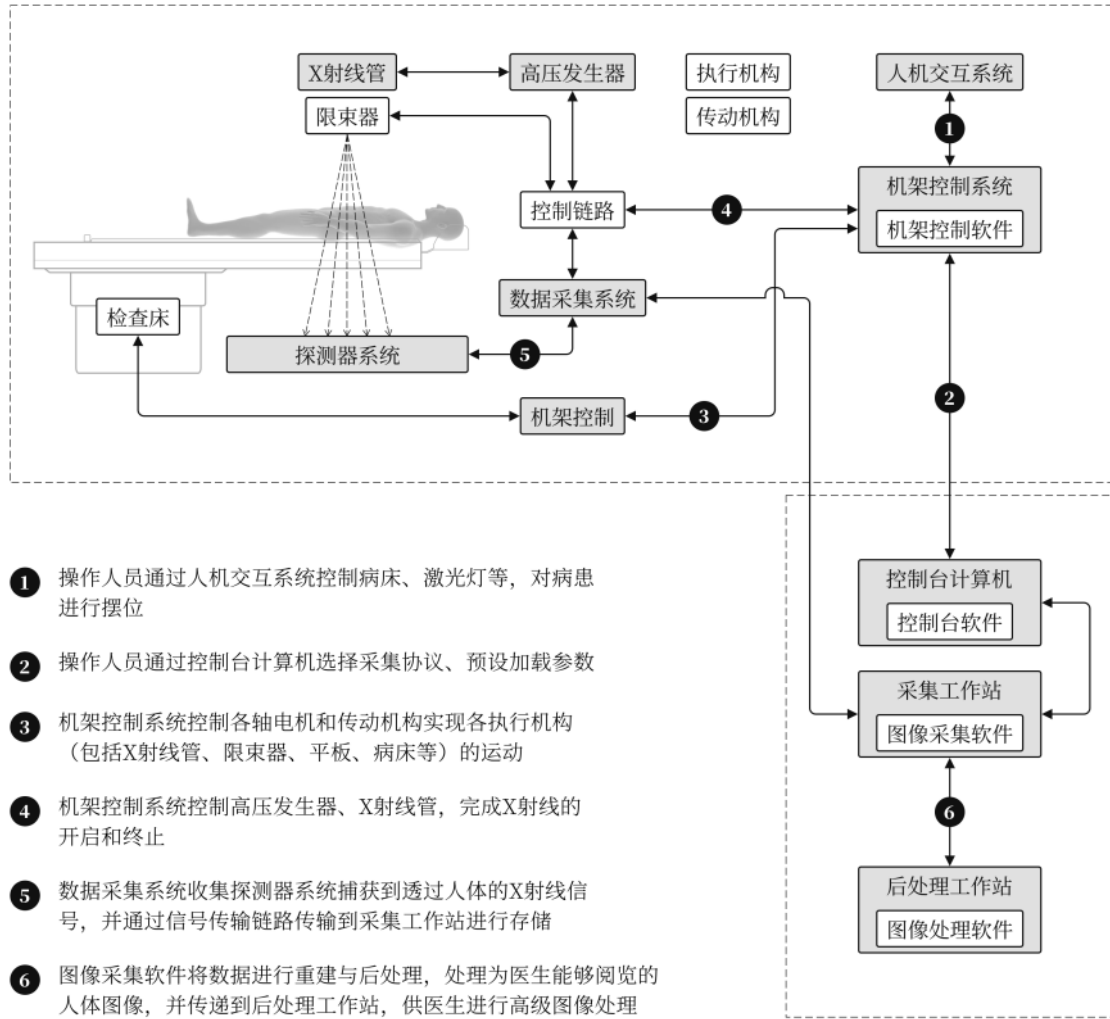 X射线管
高压发生器
执行机构
人机交互系统
限束器
传动机构
1
机架控制系统
控制链路
4
机架控制软件
数据采集系统
检查床
探测器系统
5
2
机架控制
3
控制台计算机
控制台软件
采集工作站
图像采集软件
6
后处理工作站
图像处理软件
1 操作人员通过人机交互系统控制病床、激光灯等，对病患
进行摆位
2 操作人员通过控制台计算机选择采集协议、预设加载参数
3 机架控制系统控制各轴电机和传动机构实现各执行机构
（包括X射线管、限束器、平板、病床等）的运动
4 机架控制系统控制高压发生器、X射线管，完成X射线的
开启和终止
5 数据采集系统收集探测器系统捕获到透过人体的X射线信
号，并通过信号传输链路传输到采集工作站进行存储
6 图像采集软件将数据进行重建与后处理，处理为医生能够阅览的
人体图像，并传递到后处理工作站，供医生进行高级图像处理